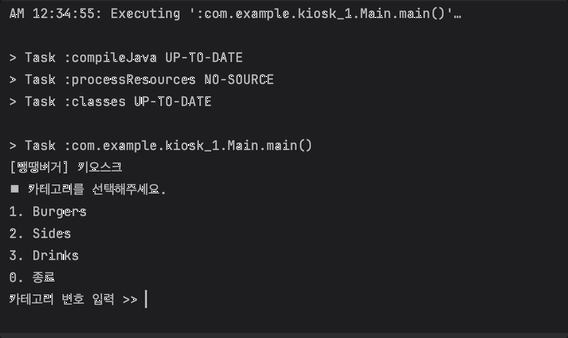 AM 12:34:55: Executing ':com.example.kiosk_1.Main.main()'…
> Task :compileJava UP-TO-DATE
> Task :processResources NO-SOURCE
> Task :classes UP-TO-DATE
> Task :com.example.kiosk_1.Main.main()
[뺑땡버거] 키오스크
■ 카테고리를 선택해주세요.
1. Burgers
2. Sides
3. Drinks
0. 종료
카테고리 번호 입력 >>